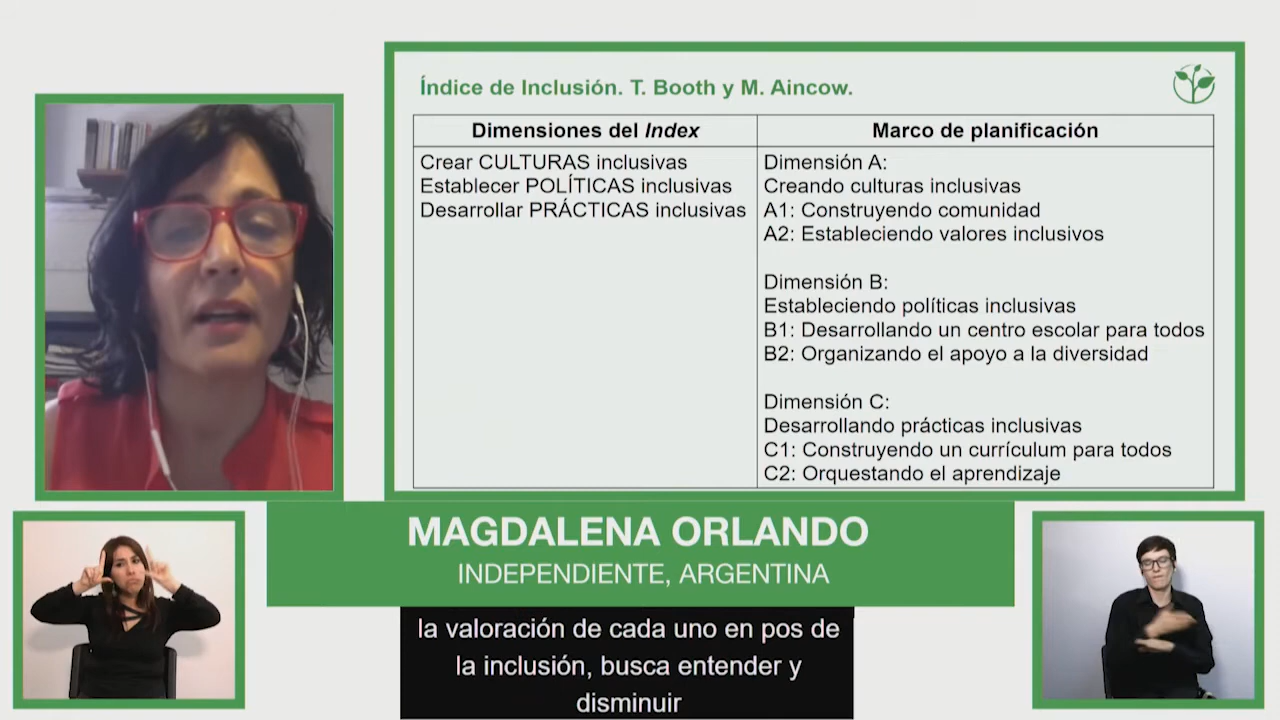 Índice de Inclusión. T. Booth y M. Aincow.
Dimensiones del Index
Marco de planificación
Crear CULTURAS inclusivas
Establecer POLÍTICAS inclusivas
Desarrollar PRÁCTICAS inclusivas
Dimensión A:
Creando culturas inclusivas
A1: Construyendo comunidad
A2: Estableciendo valores inclusivos
Dimensión B:
Estableciendo políticas inclusivas
B1: Desarrollando un centro escolar para todos
B2: Organizando el apoyo a la diversidad
Dimensión C:
Desarrollando prácticas inclusivas
C1: Construyendo un currículum para todos
C2: Orquestando el aprendizaje
MAGDALENA ORLANDO
INDEPENDIENTE, ARGENTINA
la valoración de cada uno en pos de
la inclusión, busca entender y
disminuir